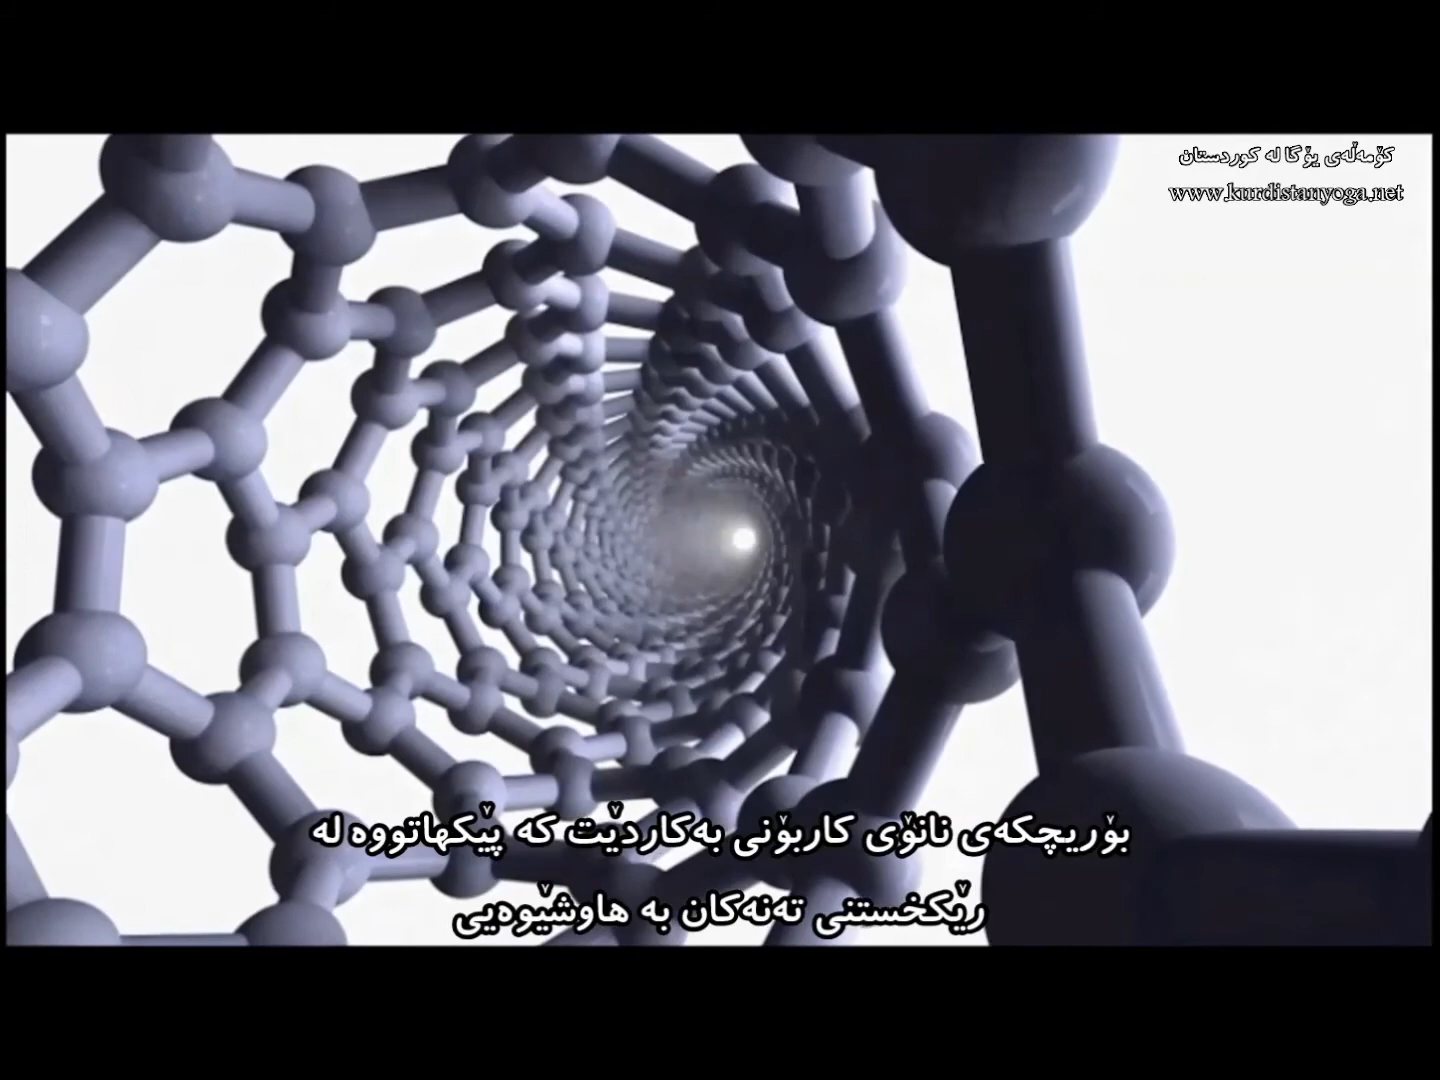 کۆمەڵەی یۆگا لە کوردستان
www.kurdistanyoga.net
بۆریچکەی نانۆی کاربۆنی بەکاردێت کە پێکهاتووە لە
ڕێکخستنی تەنەکان بە هاوشێوەیی